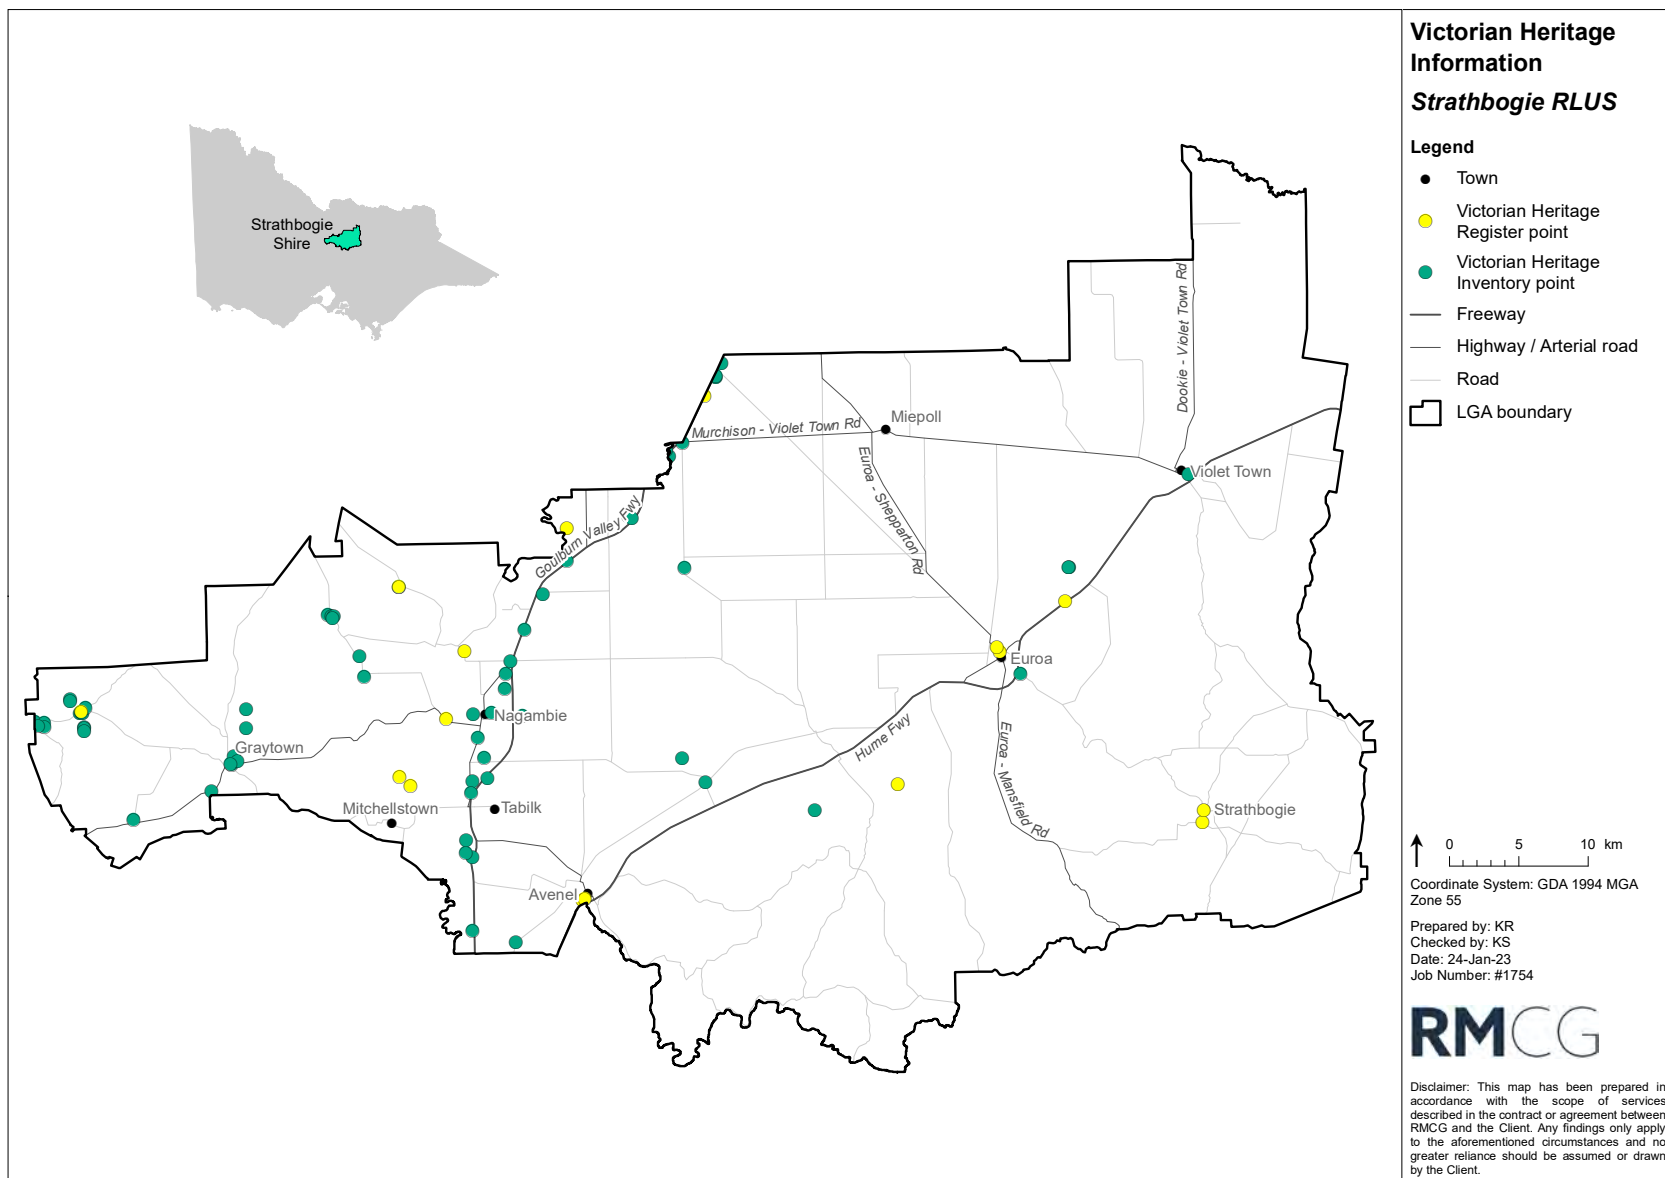 Victorian Heritage
Information
Strathbogie RLUS
Legend
Town
Victorian Heritage
Register point
Victorian Heritage
Inventory point
Freeway
Highway / Arterial road
Road
LGA boundary
Strathbogie
Shire
Dookie - Violet Town Rd
Miepoll
Murchison - Violet Town Rd
Euroa - Shepparton Rd
Violet Town
Goulburn Valley Fwy
Euroa
Nagambie
Graytown
Hume Fwy
Euroa - Mansfield Rd
Mitchellstown
Tabilk
Strathbogie
Avenel
0 5 10 km
Coordinate System: GDA 1994 MGA
Zone 55
Prepared by: KR
Checked by: KS
Date: 24-Jan-23
Job Number: #1754
RMCG
Disclaimer: This map has been prepared in
accordance with the scope of services
described in the contract or agreement between
RMCG and the Client. Any findings only apply
to the aforementioned circumstances and no
greater reliance should be assumed or drawn
by the Client.